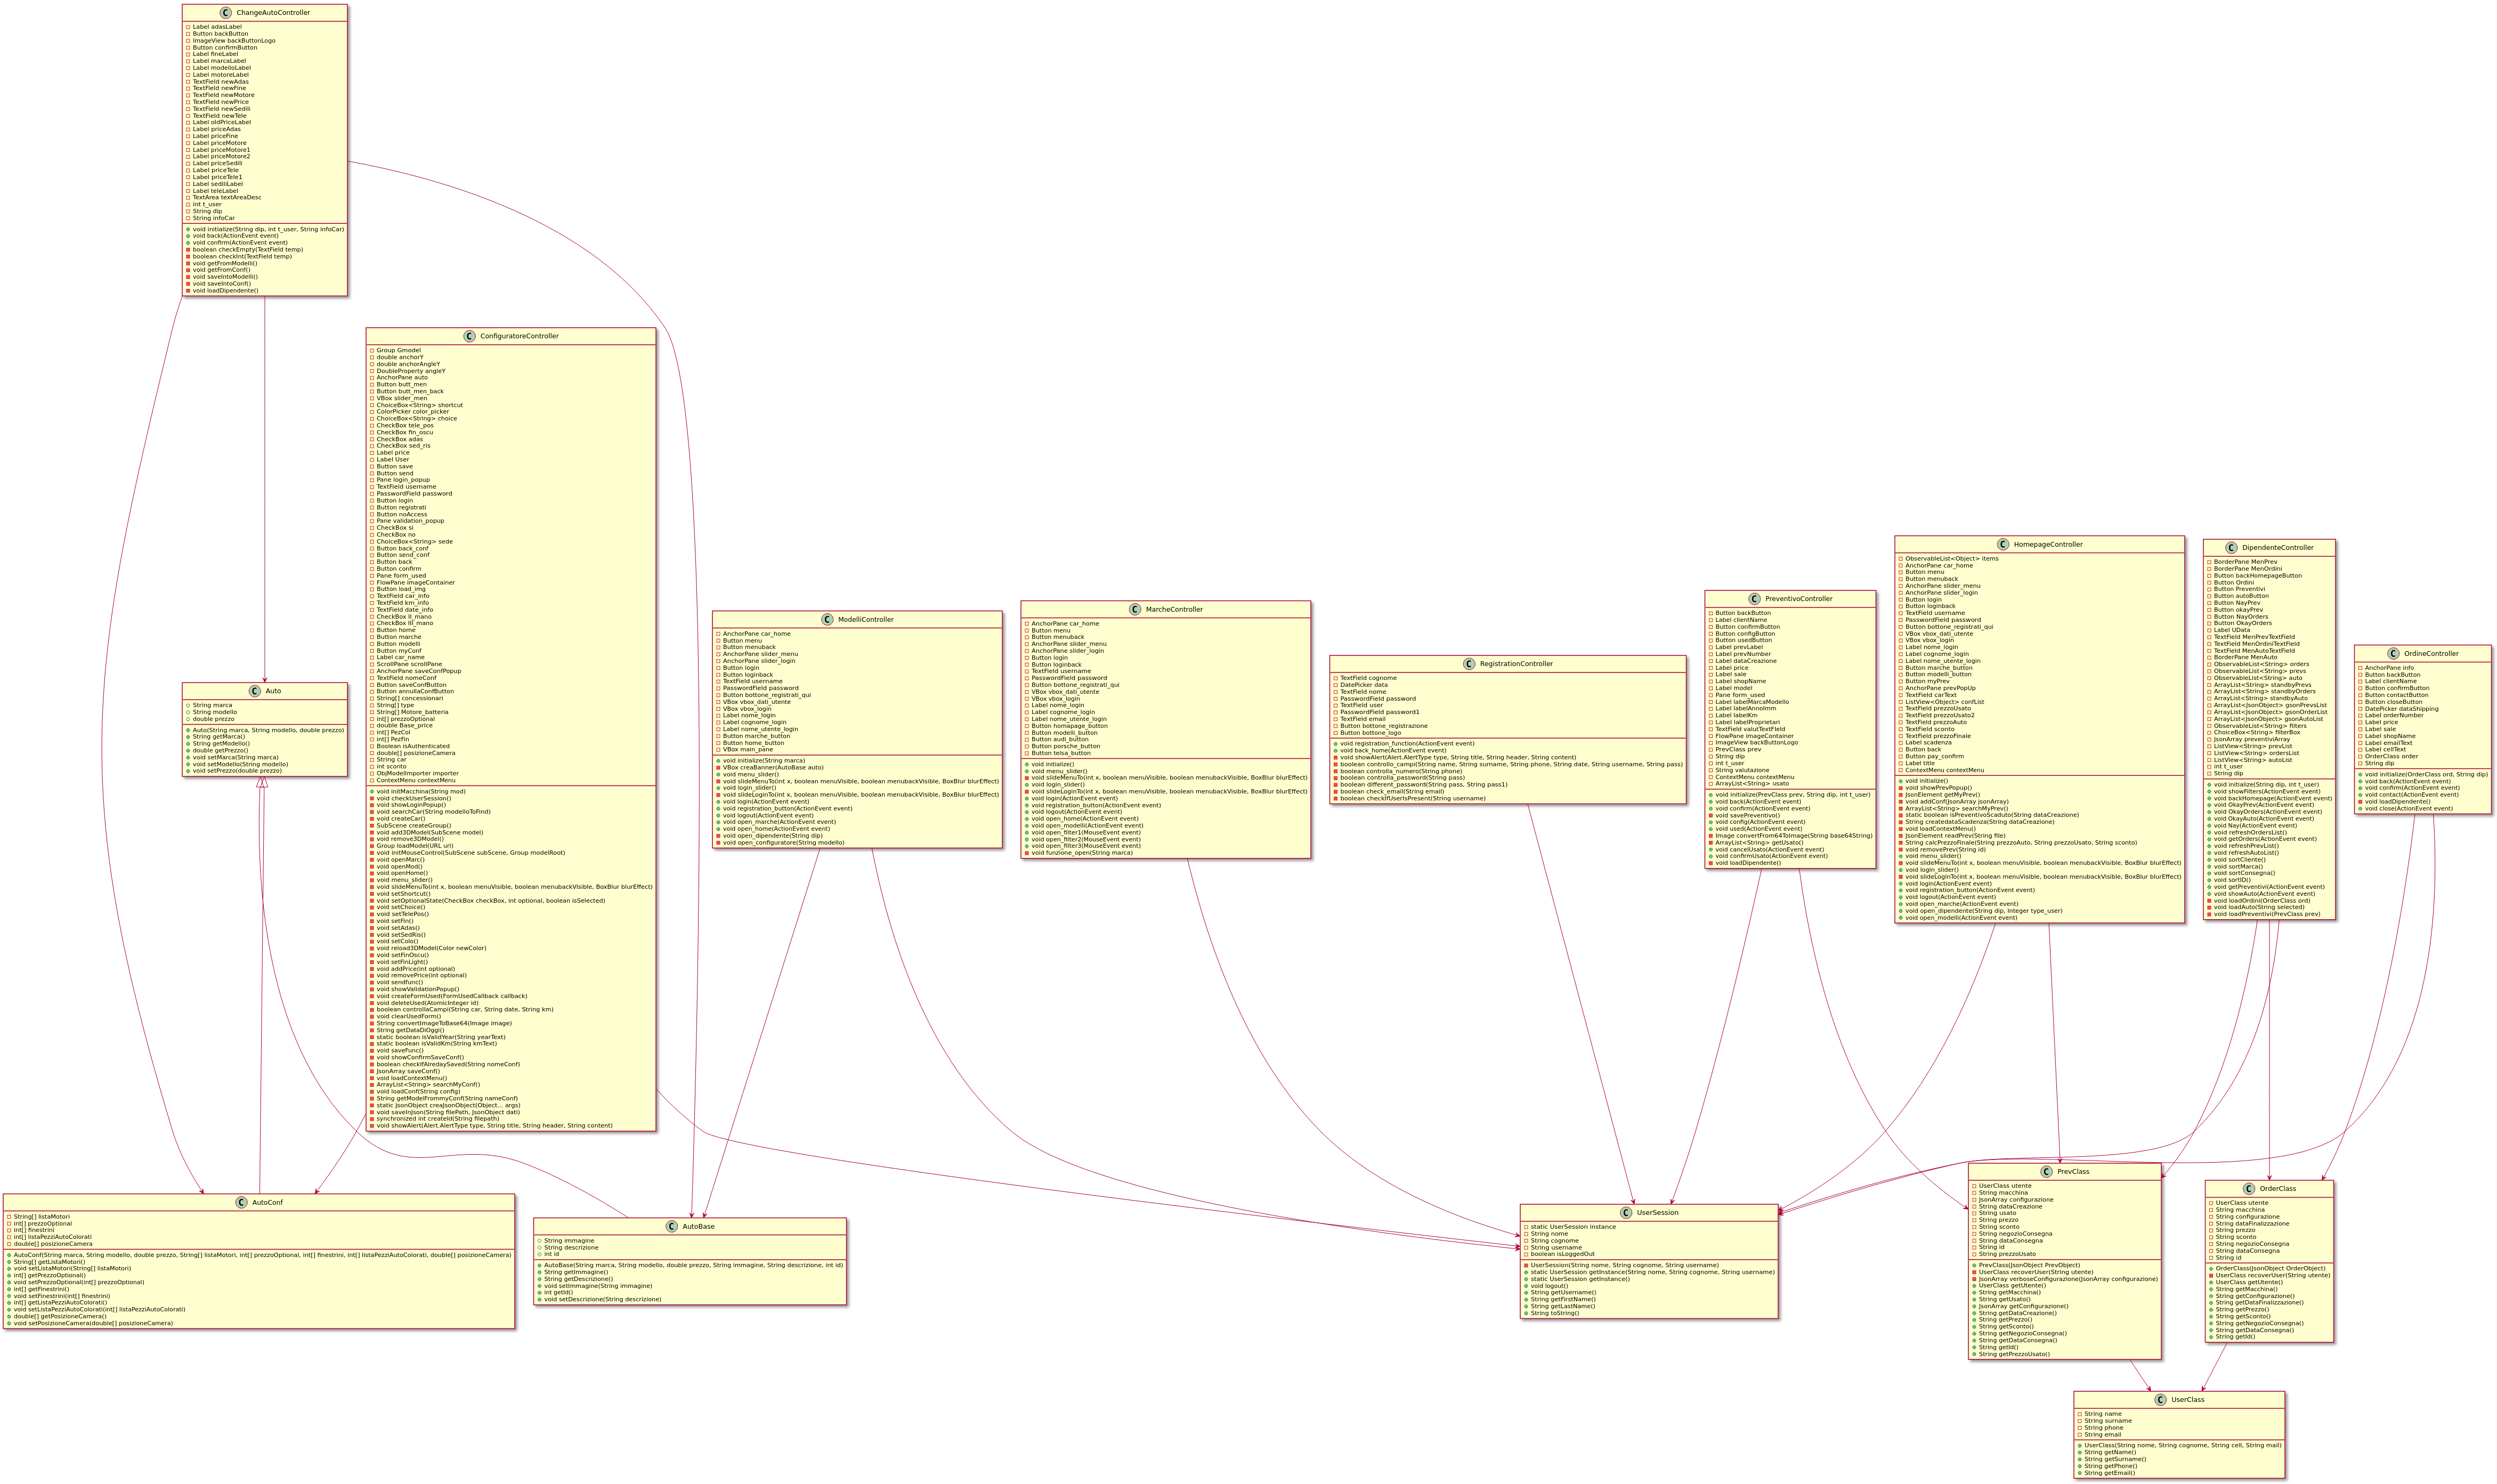 ChangeAutoController
Label adasLabel
Button backButton
ImageView backButtonLogo
Button confirmButton
Label fineLabel
Label marcaLabel
Label modelloLabel
Label motoreLabel
TextField newAdas
TextField newFine
TextField newMotore
TextField newPrice
TextField newSedili
TextField newTele
Label oldPriceLabel
Label priceAdas
Label priceFine
Label priceMotore
Label priceMotore1
Label priceMotore2
Label priceSedili
Label priceTele
Label priceTele1
Label sediliLabel
Label teleLabel
TextArea textAreaDesc
int t_user
String dip
String infoCar
void initialize(String dip, int t_user, String infoCar)
void back(ActionEvent event)
void confirm(ActionEvent event)
boolean checkEmpty(TextField temp)
boolean checkInt(TextField temp)
void getFromModelli()
void getFromConf()
void saveIntoModelli()
void saveIntoConf()
void loadDipendente()
ConfiguratoreController
Group Gmodel
double anchorY
double anchorAngleY
DoubleProperty angleY
AnchorPane auto
Button butt_men
Button butt_men_back
VBox slider_men
ChoiceBox<String> shortcut
ColorPicker color_picker
ChoiceBox<String> choice
CheckBox tele_pos
CheckBox fin_oscu
CheckBox adas
CheckBox sed_ris
Label price
Label User
Button save
Button send
Pane login_popup
TextField username
PasswordField password
Button login
Button registrati
Button noAccess
Pane validation_popup
CheckBox si
CheckBox no
ChoiceBox<String> sede
Button back_conf
Button send_conf
Button back
Button confirm
Pane form_used
FlowPane imageContainer
Button load_img
TextField car_info
TextField km_info
TextField date_info
CheckBox II_mano
CheckBox III_mano
Button home
Button marche
Button modelli
Button myConf
Label car_name
ScrollPane scrollPane
AnchorPane saveConfPopup
TextField nomeConf
Button saveConfButton
Button annullaConfButton
String[] concessionari
String[] type
String[] Motore_batteria
int[] prezzoOptional
double Base_price
int[] PezCol
int[] PezFin
Boolean isAuthenticated
double[] posizioneCamera
String car
int sconto
ObjModelImporter importer
ContextMenu contextMenu
void initMacchina(String mod)
void checkUserSession()
void showLoginPopup()
void searchCar(String modelloToFind)
void createCar()
SubScene createGroup()
void add3DModel(SubScene model)
void remove3DModel()
Group loadModel(URL url)
void initMouseControl(SubScene subScene, Group modelRoot)
void openMarc()
void openMod()
void openHome()
void menu_slider()
void slideMenuTo(int x, boolean menuVisible, boolean menubackVisible, BoxBlur blurEffect)
void setShortcut()
void setOptionalState(CheckBox checkBox, int optional, boolean isSelected)
void setChoice()
void setTelePos()
void setFin()
void setAdas()
void setSedRis()
void setColo()
void reload3DModel(Color newColor)
void setFinOscu()
void setFinLight()
void addPrice(int optional)
void removePrice(int optional)
void sendfunc()
void showValidationPopup()
void createFormUsed(FormUsedCallback callback)
void deleteUsed(AtomicInteger id)
boolean controllaCampi(String car, String date, String km)
void clearUsedForm()
String convertImageToBase64(Image image)
String getDataDiOggi()
static boolean isValidYear(String yearText)
static boolean isValidKm(String kmText)
void saveFunc()
void showConfirmSaveConf()
boolean checkIfAlredaySaved(String nomeConf)
JsonArray saveConf()
void loadContextMenu()
ArrayList<String> searchMyConf()
void loadConf(String config)
String getModelFrommyConf(String nameConf)
static JsonObject creaJsonObject(Object... args)
void saveInJson(String filePath, JsonObject dati)
synchronized int createId(String filepath)
void showAlert(Alert.AlertType type, String title, String header, String content)
HomepageController
ObservableList<Object> items
AnchorPane car_home
Button menu
Button menuback
AnchorPane slider_menu
AnchorPane slider_login
Button login
Button loginback
TextField username
PasswordField password
Button bottone_registrati_qui
VBox vbox_dati_utente
VBox vbox_login
Label nome_login
Label cognome_login
Label nome_utente_login
Button marche_button
Button modelli_button
Button myPrev
AnchorPane prevPopUp
ListView<Object> confList
TextField carText
TextField prezzoUsato
TextField prezzoUsato2
TextField prezzoAuto
TextField sconto
TextField prezzoFinale
Label scadenza
Button back
Button pay_confirm
Label title
ContextMenu contextMenu
void initialize()
void showPrevPopup()
JsonElement getMyPrev()
void addConf(JsonArray jsonArray)
ArrayList<String> searchMyPrev()
static boolean isPreventivoScaduto(String dataCreazione)
String createdataScadenza(String dataCreazione)
void loadContextMenu()
JsonElement readPrev(String file)
String calcPrezzoFinale(String prezzoAuto, String prezzoUsato, String sconto)
void removePrev(String id)
void menu_slider()
void slideMenuTo(int x, boolean menuVisible, boolean menubackVisible, BoxBlur blurEffect)
void login_slider()
void slideLoginTo(int x, boolean menuVisible, boolean menubackVisible, BoxBlur blurEffect)
void login(ActionEvent event)
void registration_button(ActionEvent event)
void logout(ActionEvent event)
void open_marche(ActionEvent event)
void open_dipendente(String dip, Integer type_user)
void open_modelli(ActionEvent event)
DipendenteController
BorderPane MenPrev
BorderPane MenOrdini
Button backHomepageButton
Button Ordini
Button Preventivi
Button autoButton
Button NayPrev
Button okayPrev
Button NayOrders
Button OkayOrders
Label UData
TextField MenPrevTextField
TextField MenOrdiniTextField
TextField MenAutoTextField
BorderPane MenAuto
ObservableList<String> orders
ObservableList<String> prevs
ObservableList<String> auto
ArrayList<String> standbyPrevs
ArrayList<String> standbyOrders
ArrayList<String> standbyAuto
ArrayList<JsonObject> gsonPrevsList
ArrayList<JsonObject> gsonOrderList
ArrayList<JsonObject> gsonAutoList
ObservableList<String> filters
ChoiceBox<String> filterBox
JsonArray preventiviArray
ListView<String> prevList
ListView<String> ordersList
ListView<String> autoList
int t_user
String dip
void initialize(String dip, int t_user)
void showFilters(ActionEvent event)
void backHomepage(ActionEvent event)
void OkayPrev(ActionEvent event)
void OkayOrders(ActionEvent event)
void OkayAuto(ActionEvent event)
void Nay(ActionEvent event)
void refreshOrdersList()
void getOrders(ActionEvent event)
void refreshPrevList()
void refreshAutoList()
void sortCliente()
void sortMarca()
void sortConsegna()
void sortID()
void getPreventivi(ActionEvent event)
void showAuto(ActionEvent event)
void loadOrdini(OrderClass ord)
void loadAuto(String selected)
void loadPreventivi(PrevClass prev)
PreventivoController
Button backButton
Label clientName
Button confirmButton
Button configButton
Button usedButton
Label prevLabel
Label prevNumber
Label dataCreazione
Label price
Label sale
Label shopName
Label model
Pane form_used
Label labelMarcaModello
Label labelAnnoImm
Label labelKm
Label labelProprietari
TextField valutTextField
FlowPane imageContainer
ImageView backButtonLogo
PrevClass prev
String dip
int t_user
String valutazione
ContextMenu contextMenu
ArrayList<String> usato
void initialize(PrevClass prev, String dip, int t_user)
void back(ActionEvent event)
void confirm(ActionEvent event)
void savePreventivo()
void config(ActionEvent event)
void used(ActionEvent event)
Image convertFrom64ToImage(String base64String)
ArrayList<String> getUsato()
void cancelUsato(ActionEvent event)
void confirmUsato(ActionEvent event)
void loadDipendente()
MarcheController
AnchorPane car_home
Button menu
Button menuback
AnchorPane slider_menu
AnchorPane slider_login
Button login
Button loginback
TextField username
PasswordField password
Button bottone_registrati_qui
VBox vbox_dati_utente
VBox vbox_login
Label nome_login
Label cognome_login
Label nome_utente_login
Button homapage_button
Button modelli_button
Button audi_button
Button porsche_button
Button telsa_button
void initialize()
void menu_slider()
void slideMenuTo(int x, boolean menuVisible, boolean menubackVisible, BoxBlur blurEffect)
void login_slider()
void slideLoginTo(int x, boolean menuVisible, boolean menubackVisible, BoxBlur blurEffect)
void login(ActionEvent event)
void registration_button(ActionEvent event)
void logout(ActionEvent event)
void open_home(ActionEvent event)
void open_modelli(ActionEvent event)
void open_filter1(MouseEvent event)
void open_filter2(MouseEvent event)
void open_filter3(MouseEvent event)
void funzione_open(String marca)
ModelliController
AnchorPane car_home
Button menu
Button menuback
AnchorPane slider_menu
AnchorPane slider_login
Button login
Button loginback
TextField username
PasswordField password
Button bottone_registrati_qui
VBox vbox_dati_utente
VBox vbox_login
Label nome_login
Label cognome_login
Label nome_utente_login
Button marche_button
Button home_button
VBox main_pane
void initialize(String marca)
VBox creaBanner(AutoBase auto)
void menu_slider()
void slideMenuTo(int x, boolean menuVisible, boolean menubackVisible, BoxBlur blurEffect)
void login_slider()
void slideLoginTo(int x, boolean menuVisible, boolean menubackVisible, BoxBlur blurEffect)
void login(ActionEvent event)
void registration_button(ActionEvent event)
void logout(ActionEvent event)
void open_marche(ActionEvent event)
void open_home(ActionEvent event)
void open_dipendente(String dip)
void open_configuratore(String modello)
OrdineController
AnchorPane info
Button backButton
Label clientName
Button confirmButton
Button contactButton
Button closeButton
DatePicker dataShipping
Label orderNumber
Label price
Label sale
Label shopName
Label emailText
Label cellText
OrderClass order
String dip
void initialize(OrderClass ord, String dip)
void back(ActionEvent event)
void confirm(ActionEvent event)
void contact(ActionEvent event)
void loadDipendente()
void close(ActionEvent event)
RegistrationController
TextField cognome
DatePicker data
TextField nome
PasswordField password
TextField user
PasswordField password1
TextField email
Button bottone_registrazione
Button bottone_logo
void registration_function(ActionEvent event)
void back_home(ActionEvent event)
void showAlert(Alert.AlertType type, String title, String header, String content)
boolean controllo_campi(String name, String surname, String phone, String date, String username, String pass)
boolean controlla_numero(String phone)
boolean controlla_password(String pass)
boolean different_password(String pass, String pass1)
boolean check_email(String email)
boolean checkIfUserIsPresent(String username)
Auto
String marca
String modello
double prezzo
Auto(String marca, String modello, double prezzo)
String getMarca()
String getModello()
double getPrezzo()
void setMarca(String marca)
void setModello(String modello)
void setPrezzo(double prezzo)
AutoConf
String[] listaMotori
int[] prezzoOptional
int[] finestrini
int[] listaPezziAutoColorati
double[] posizioneCamera
AutoConf(String marca, String modello, double prezzo, String[] listaMotori, int[] prezzoOptional, int[] finestrini, int[] listaPezziAutoColorati, double[] posizioneCamera)
String[] getListaMotori()
void setListaMotori(String[] listaMotori)
int[] getPrezzoOptional()
void setPrezzoOptional(int[] prezzoOptional)
int[] getFinestrini()
void setFinestrini(int[] finestrini)
int[] getListaPezziAutoColorati()
void setListaPezziAutoColorati(int[] listaPezziAutoColorati)
double[] getPosizioneCamera()
void setPosizioneCamera(double[] posizioneCamera)
AutoBase
String immagine
String descrizione
int id
AutoBase(String marca, String modello, double prezzo, String immagine, String descrizione, int id)
String getImmagine()
String getDescrizione()
void setImmagine(String immagine)
int getId()
void setDescrizione(String descrizione)
UserSession
static UserSession instance
String nome
String cognome
String username
boolean isLoggedOut
UserSession(String nome, String cognome, String username)
static UserSession getInstance(String nome, String cognome, String username)
static UserSession getInstance()
void logout()
String getUsername()
String getFirstName()
String getLastName()
String toString()
PrevClass
UserClass utente
String macchina
JsonArray configurazione
String dataCreazione
String usato
String prezzo
String sconto
String negozioConsegna
String dataConsegna
String id
String prezzoUsato
PrevClass(JsonObject PrevObject)
UserClass recoverUser(String utente)
JsonArray verboseConfigurazione(JsonArray configurazione)
UserClass getUtente()
String getMacchina()
String getUsato()
JsonArray getConfigurazione()
String getDataCreazione()
String getPrezzo()
String getSconto()
String getNegozioConsegna()
String getDataConsegna()
String getId()
String getPrezzoUsato()
OrderClass
UserClass utente
String macchina
String configurazione
String dataFinalizzazione
String prezzo
String sconto
String negozioConsegna
String dataConsegna
String id
OrderClass(JsonObject OrderObject)
UserClass recoverUser(String utente)
UserClass getUtente()
String getMacchina()
String getConfigurazione()
String getDataFinalizzazione()
String getPrezzo()
String getSconto()
String getNegozioConsegna()
String getDataConsegna()
String getId()
UserClass
String name
String surname
String phone
String email
UserClass(String nome, String cognome, String cell, String mail)
String getName()
String getSurname()
String getPhone()
String getEmail()